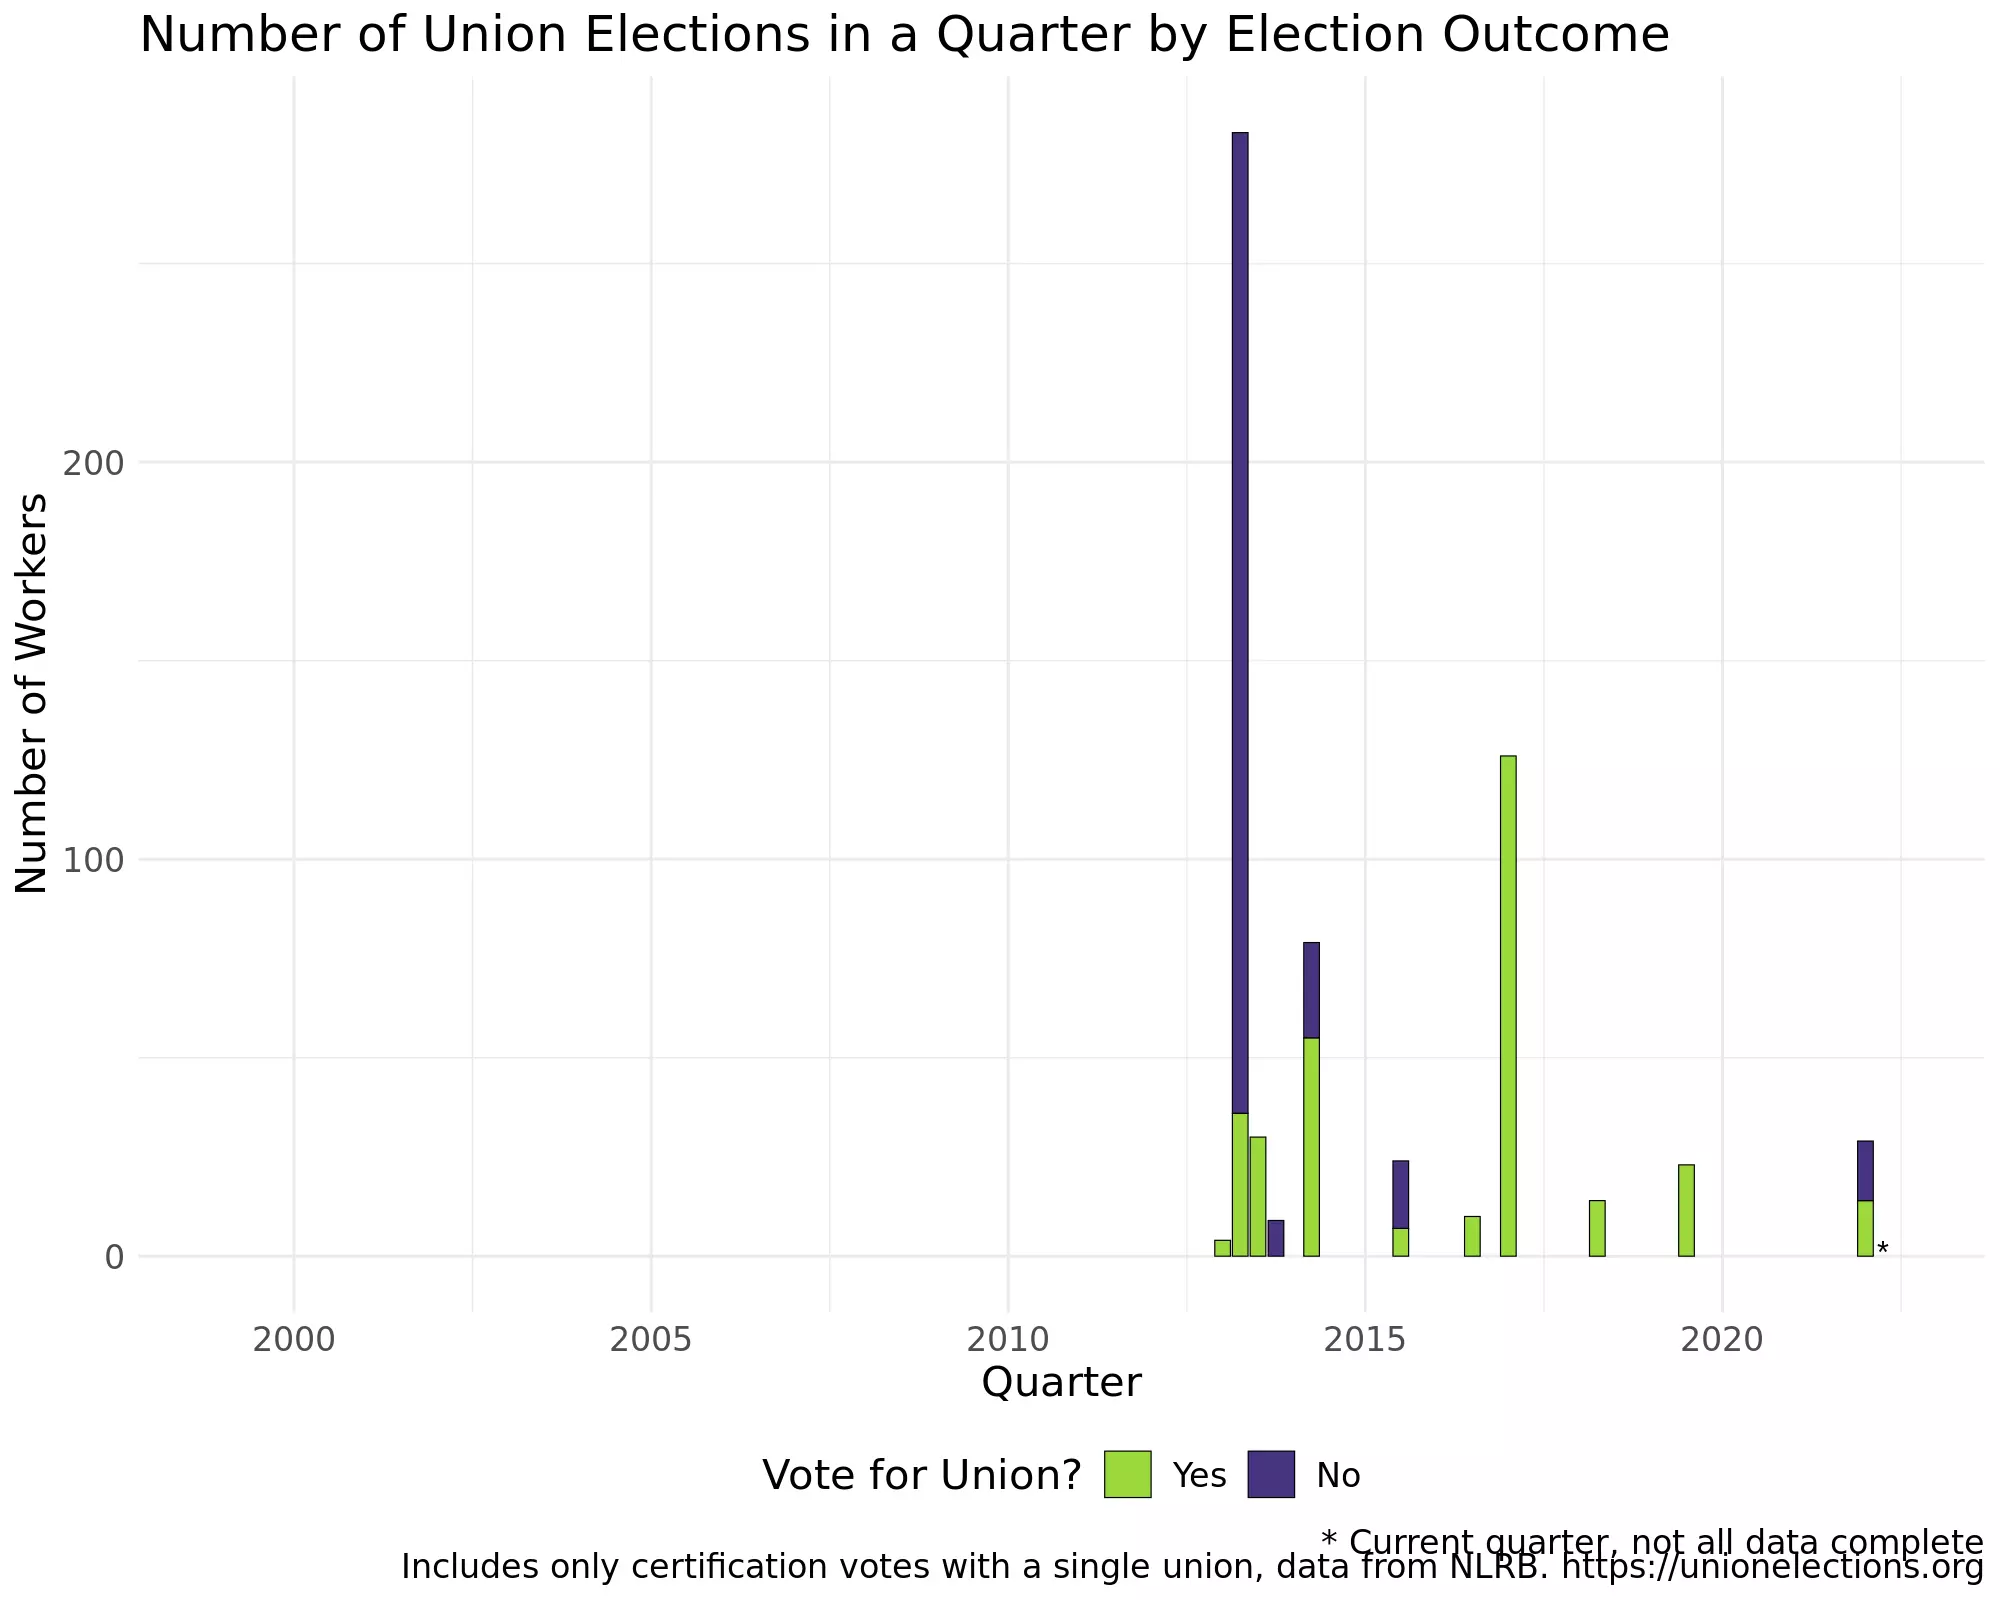 Number of Union Elections in a Quarter by Election Outcome
Number of Workers
200
100
0
*
2000 2005 2010 2015 2020
Quarter
Vote for Union? Yes No
* Current quarter, not all data complete
Includes only certification votes with a single union, data from NLRB. https://unionelections.org